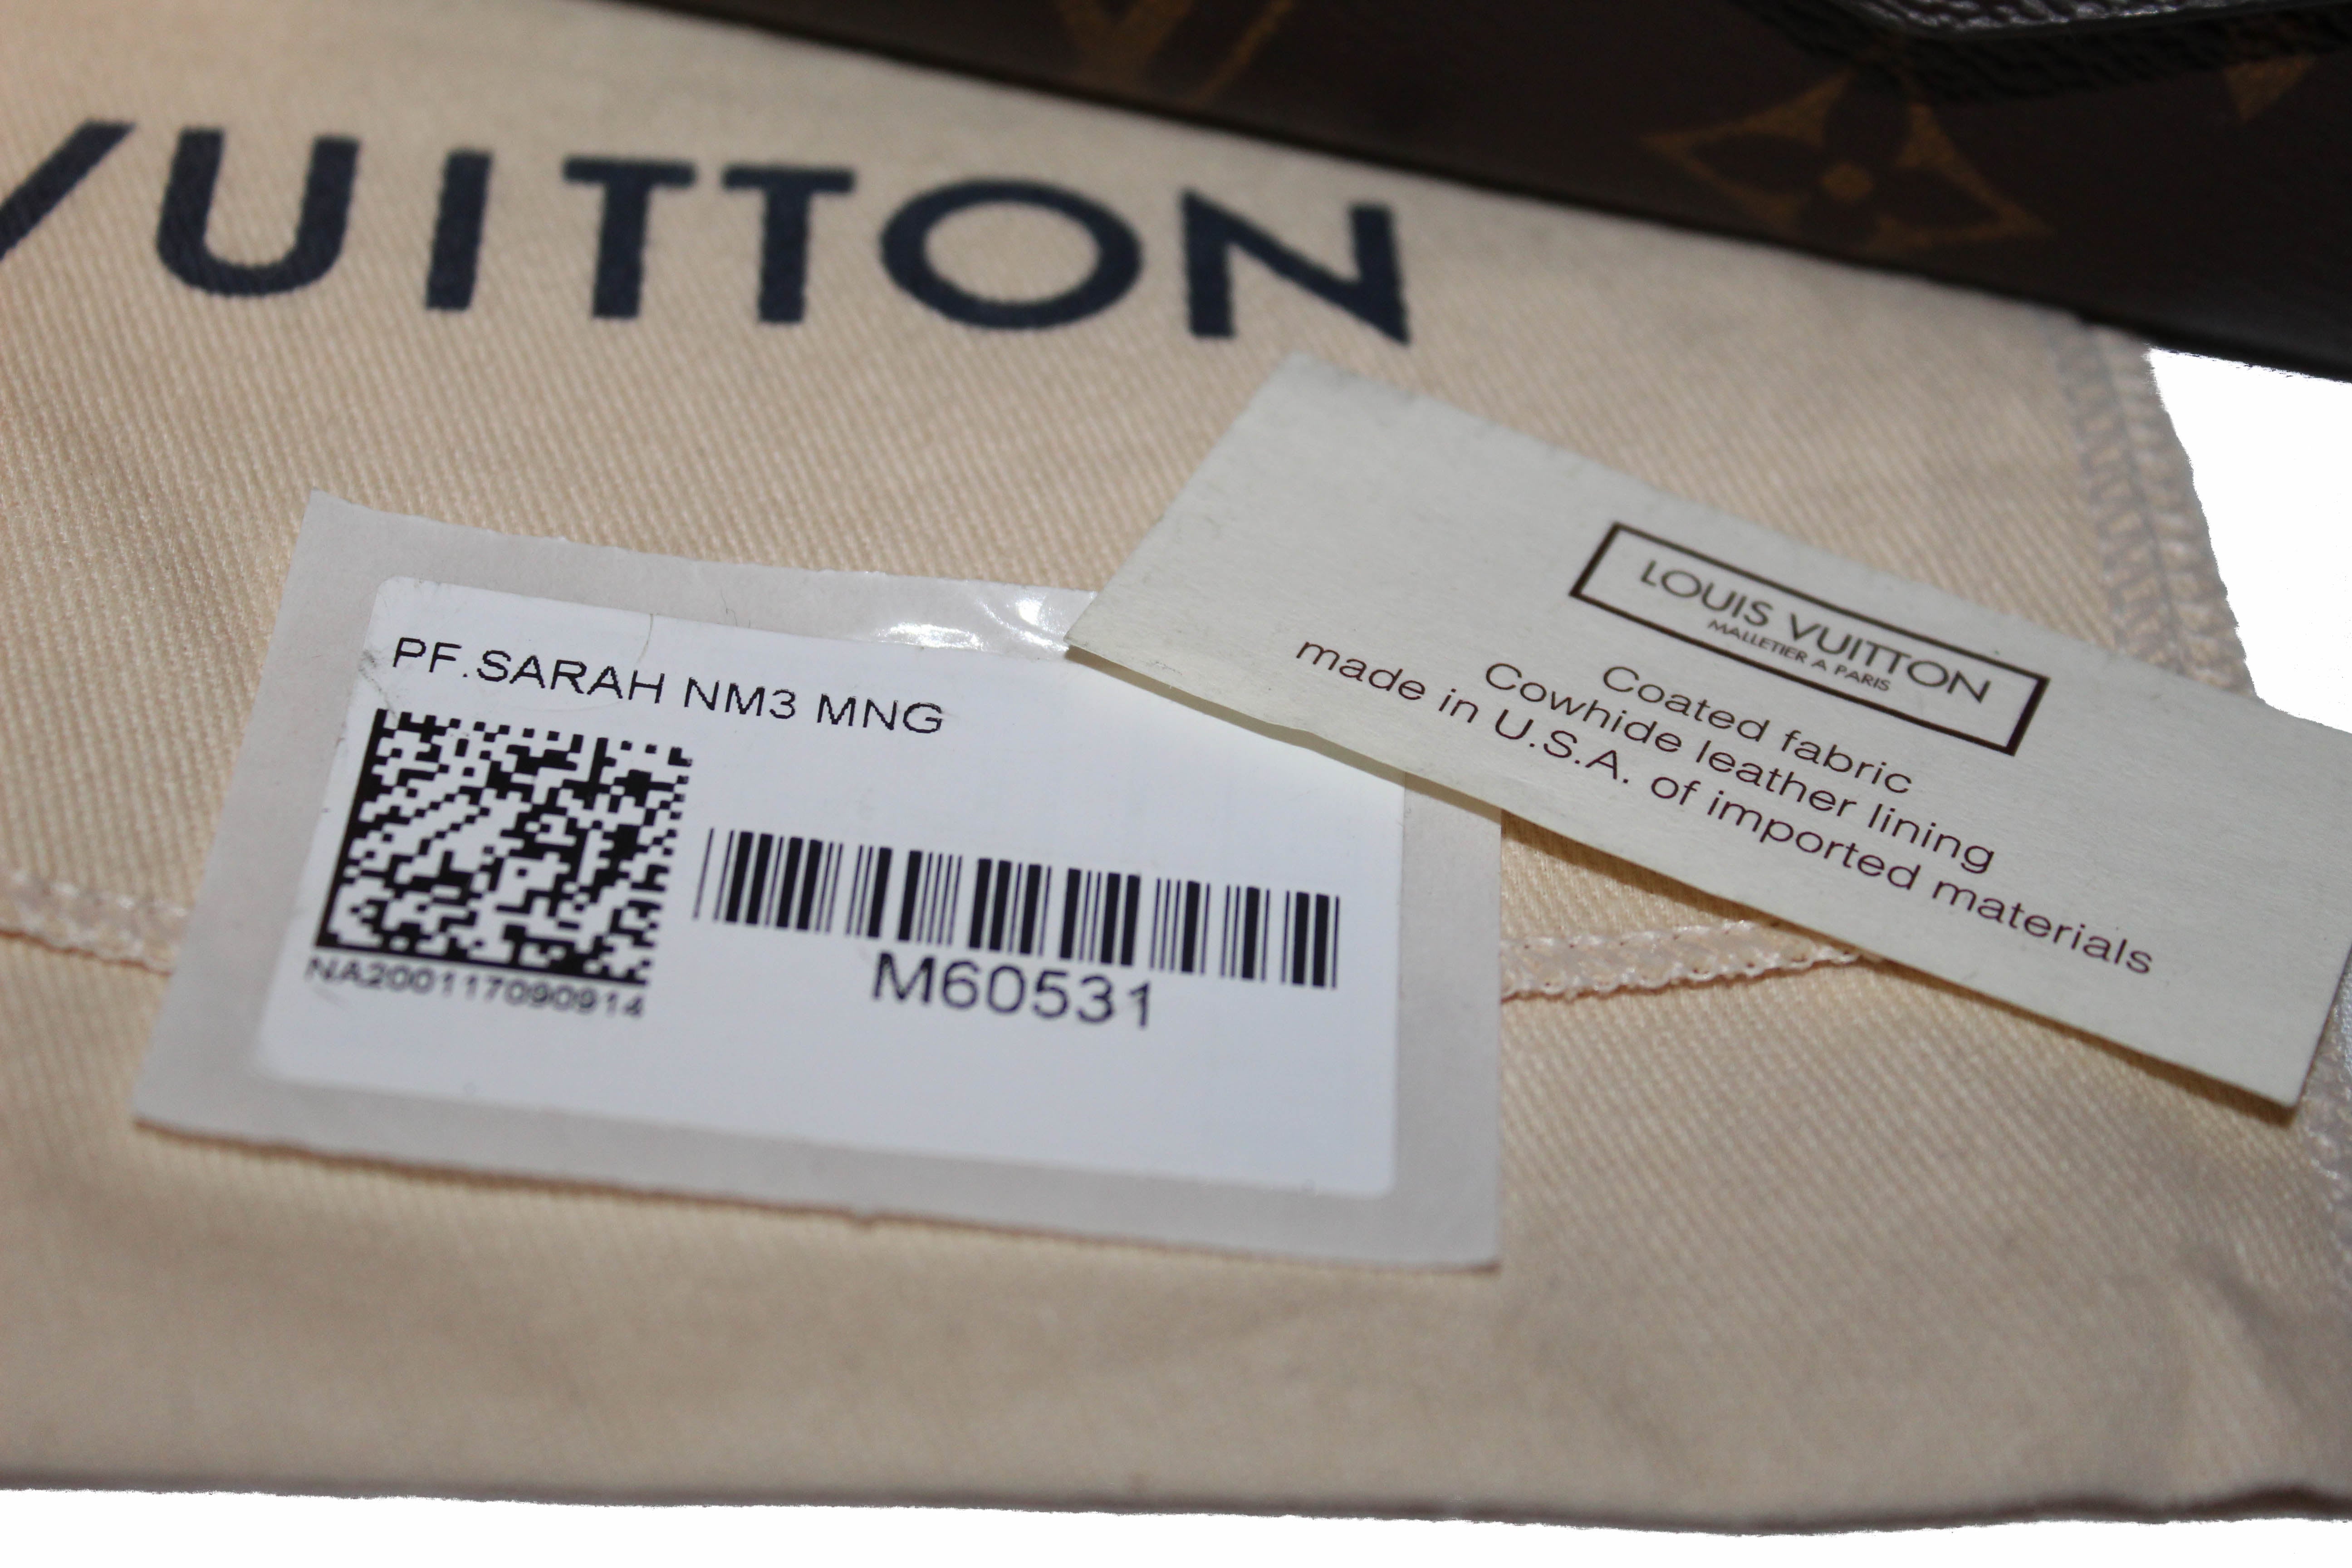 VUITTON
PF.SARAH NM3 MNG
NA200117090914
M60531
LOUIS VUITTON
MALLETIER A PARIS
Coated fabric
Cowhide leather lining
made in U.S.A. of imported materials